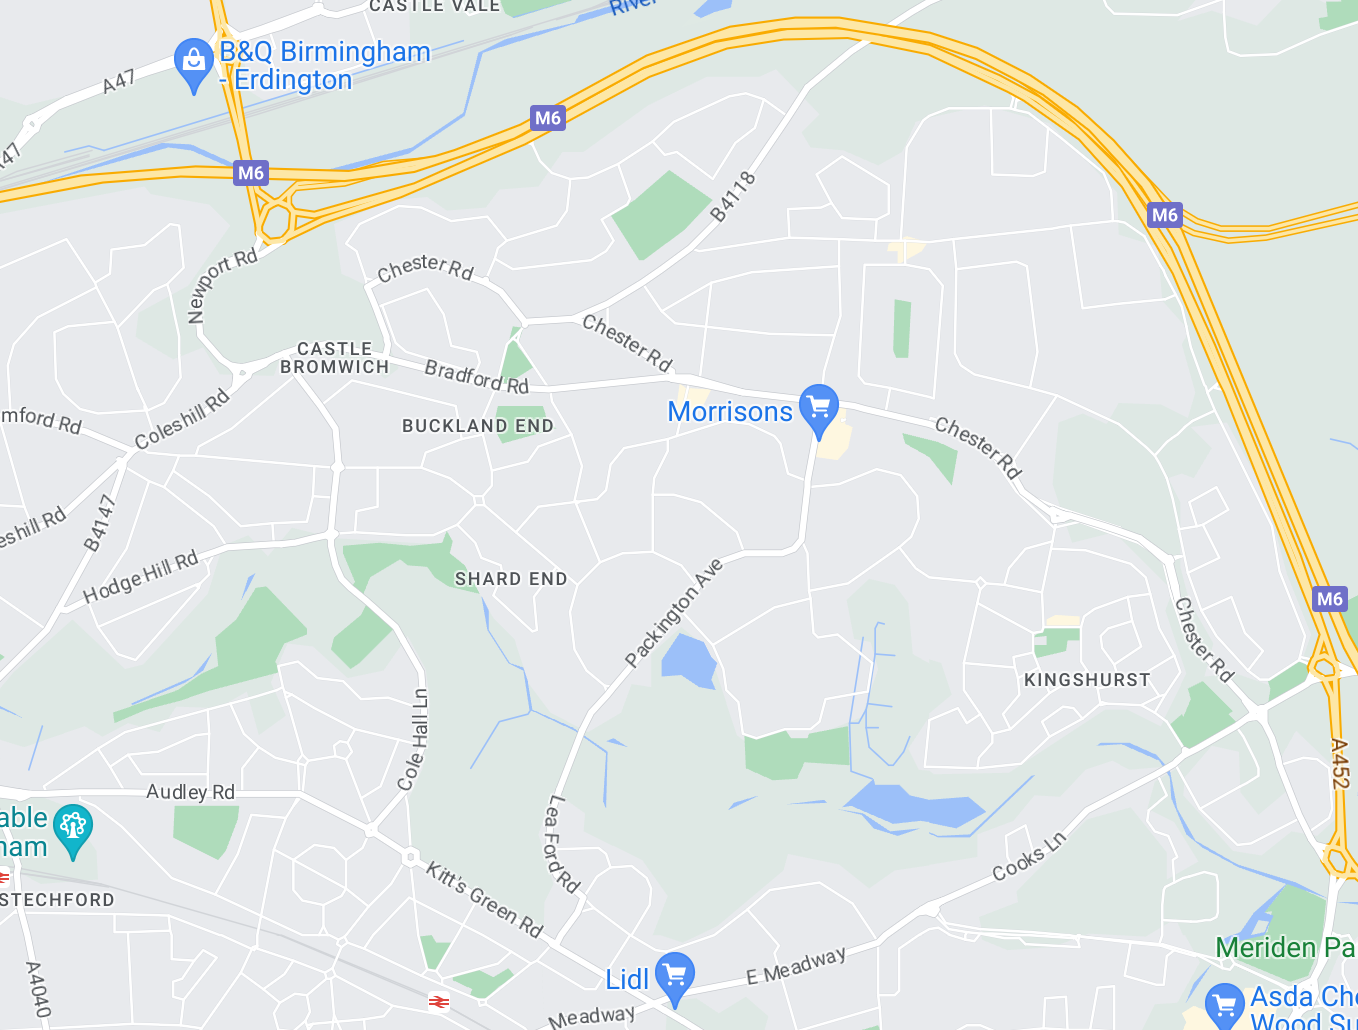 CASTLE VALE
River
B&Q Birmingham
- Erdington
A47
A47
M6
M6
M6
B4118
Newport Rd
Chester Rd
Chester Rd
CASTLE
BROMWICH
Bradford Rd
Morrisons
Coleshill Rd
mford Rd
BUCKLAND END
Chester Rd
eshill Rd
B4147
Hodge Hill Rd
SHARD END
Packington Ave
M6
Chester Rd
KINGSHURST
Cole Hall Ln
A452
Audley Rd
able
ham
Lea Ford Rd
Cooks Ln
STECHFORD
Kitt's Green Rd
Meriden Pa
E Meadway
Lidl
A4040
Meadway
Asda Che
Wood Su